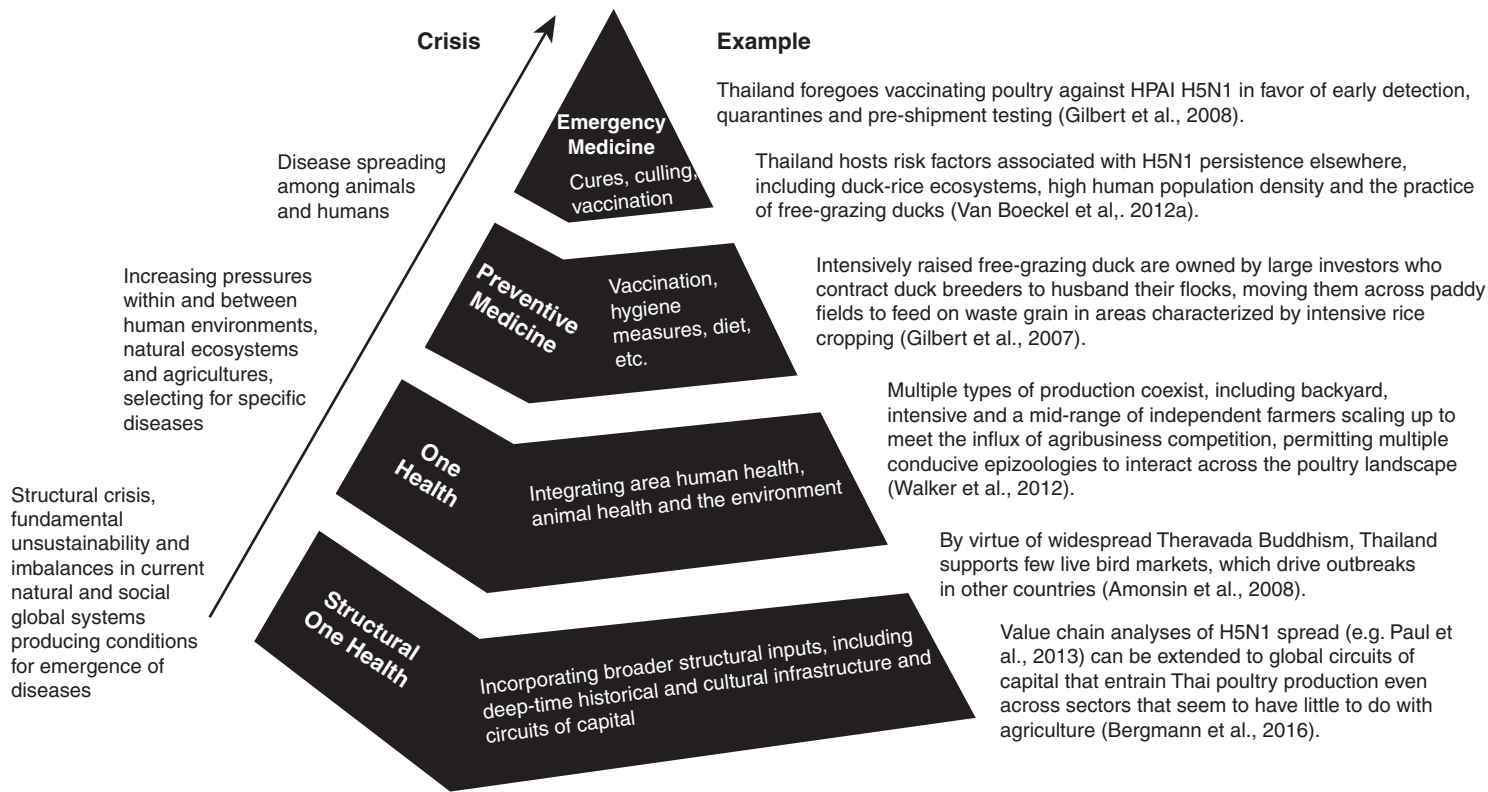 Crisis
Disease spreading
among animals
and humans
Increasing pressures
within and between
human environments,
natural ecosystems
and agricultures,
selecting for specific
diseases
Structural crisis,
fundamental
unsustainability and
imbalances in current
natural and social
global systems
producing conditions
for emergence of
diseases
Emergency
Medicine
Cures, culling,
vaccination
Preventive
Medicine
Vaccination,
hygiene
measures, diet,
etc.
One
Health
Integrating area human health,
animal health and the environment
Structural
One Health
Incorporating broader structural inputs, including
deep-time historical and cultural infrastructure and
circuits of capital
Example
Thailand foregoes vaccinating poultry against HPAI H5N1 in favor of early detection,
quarantines and pre-shipment testing (Gilbert et al., 2008).
Thailand hosts risk factors associated with H5N1 persistence elsewhere,
including duck-rice ecosystems, high human population density and the practice
of free-grazing ducks (Van Boeckel et al,. 2012a).
Intensively raised free-grazing duck are owned by large investors who
contract duck breeders to husband their flocks, moving them across paddy
fields to feed on waste grain in areas characterized by intensive rice
cropping (Gilbert et al., 2007).
Multiple types of production coexist, including backyard,
intensive and a mid-range of independent farmers scaling up to
meet the influx of agribusiness competition, permitting multiple
conducive epizoologies to interact across the poultry landscape
(Walker et al., 2012).
By virtue of widespread Theravada Buddhism, Thailand
supports few live bird markets, which drive outbreaks
in other countries (Amonsin et al., 2008).
Value chain analyses of H5N1 spread (e.g. Paul et
al., 2013) can be extended to global circuits of
capital that entrain Thai poultry production even
across sectors that seem to have little to do with
agriculture (Bergmann et al., 2016).